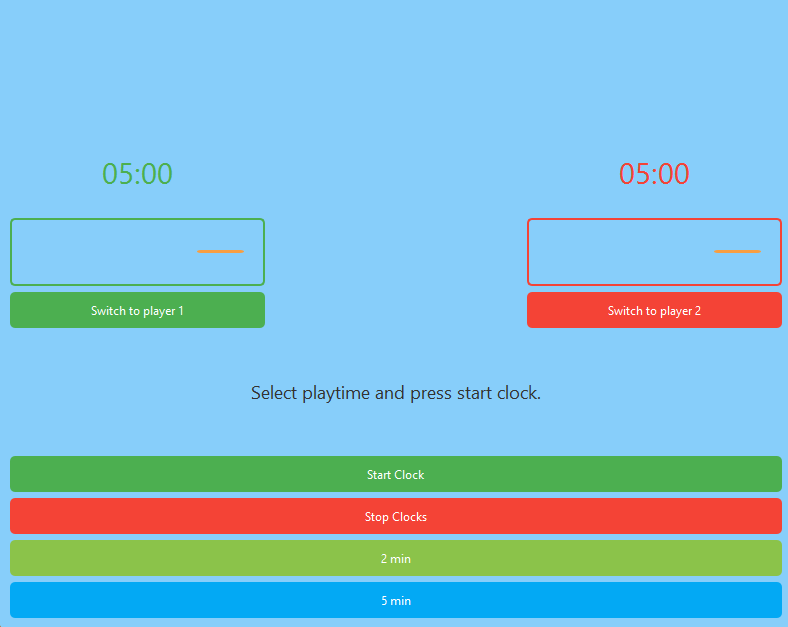 05:00
05:00
Switch to player 1
Switch to player 2
Select playtime and press start clock.
Start Clock
Stop Clocks
2 min
5 min